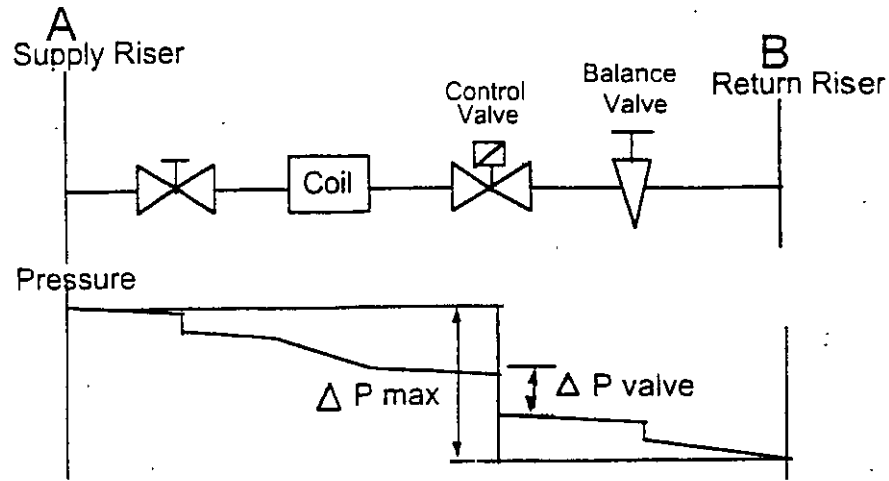 A
Supply Riser
B
Return Riser
Control
Valve
Balance
Valve
Coil
Pressure
Δ P max
Δ P valve